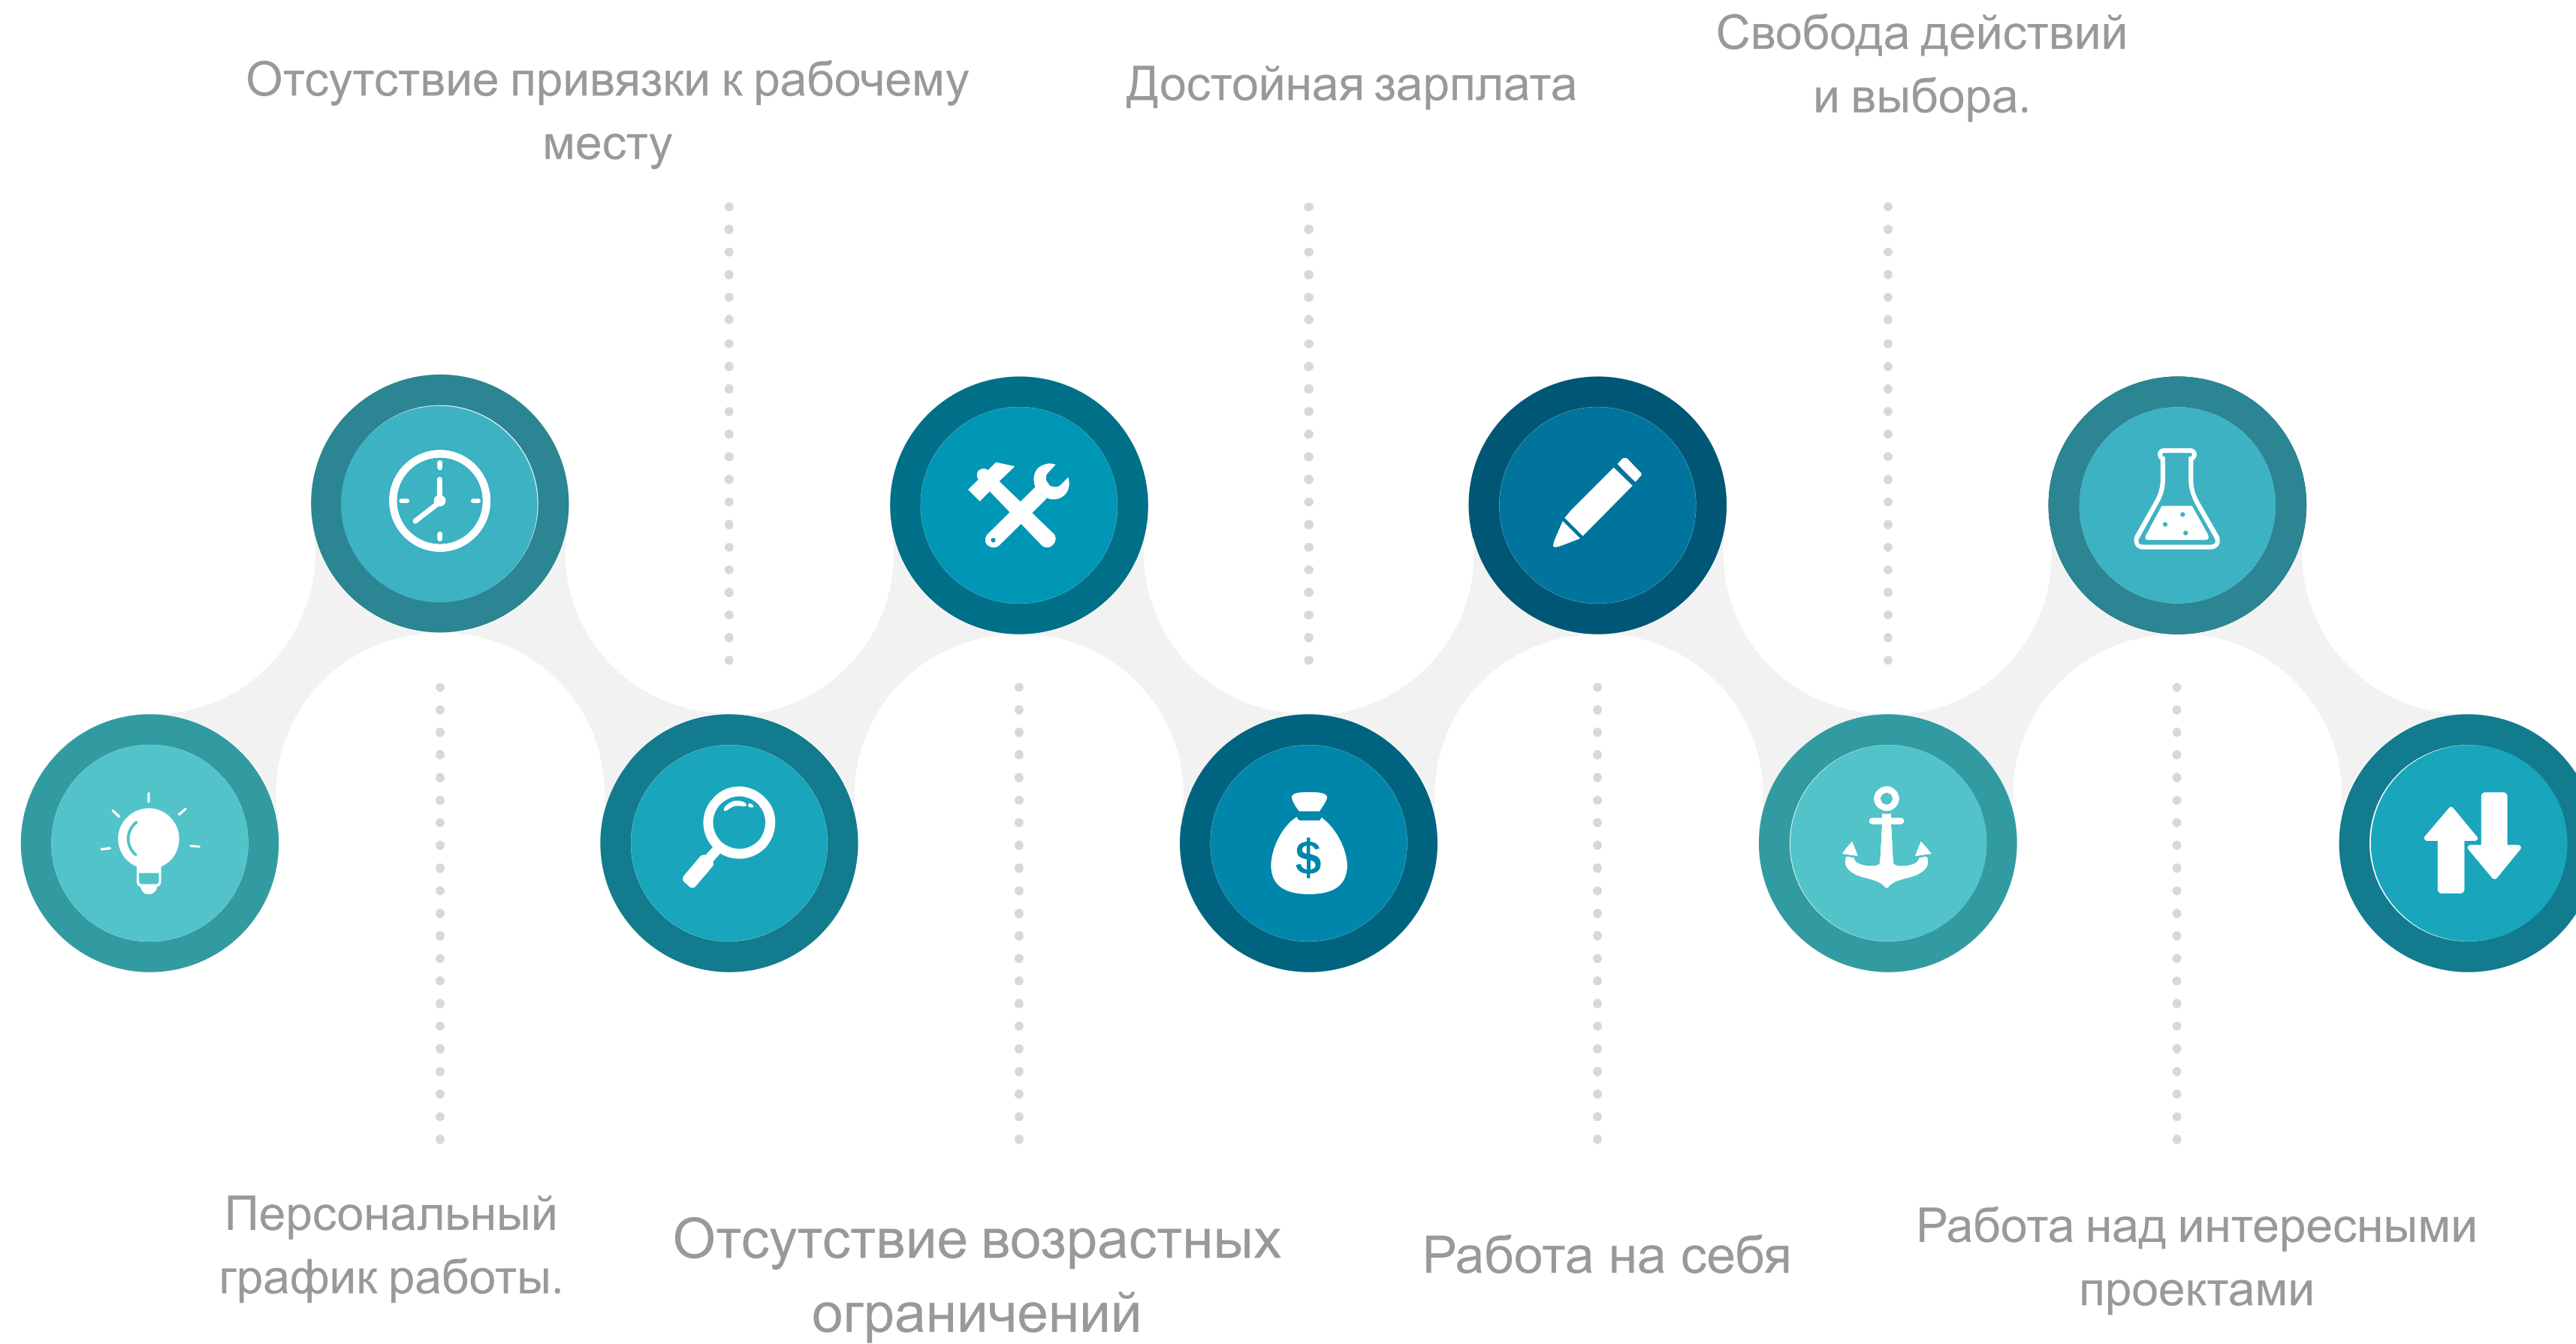 Свобода действий
и выбора.
Отсутствие привязки к рабочему
месту
Достойная зарплата
$
Персональный
график работы.
Отсутствие возрастных
ограничений
Работа на себя
Работа над интересными
проектами